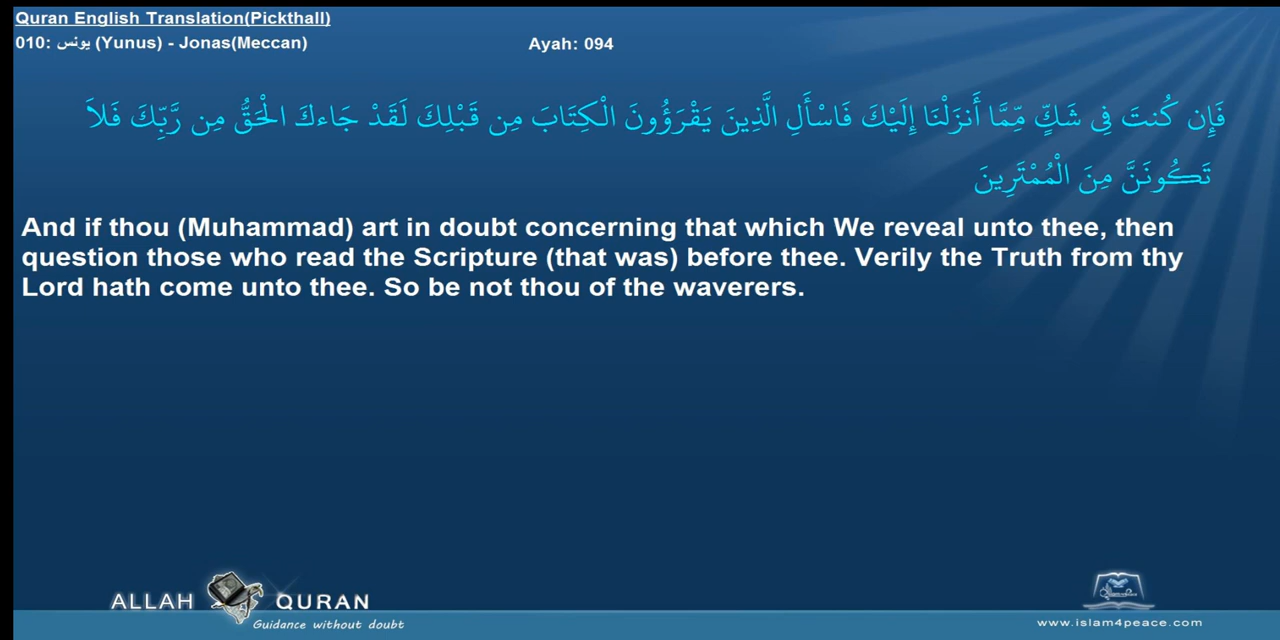 Quran English Translation(Pickthall)
010: يونس (Yunus) - Jonas(Meccan)
Ayah: 094
فَإِن كُنتَ فِي شَكٍّ مِّمَّا أَنزَلْنَا إِلَيْكَ فَاسْأَلِ الَّذِينَ يَقْرَؤُونَ الْكِتَابَ مِن قَبْلِكَ لَقَدْ جَاءكَ الْحَقُّ مِن رَّبِّكَ فَلاَ
تَكُونَنَّ مِنَ الْمُمْتَرِينَ
And if thou (Muhammad) art in doubt concerning that which We reveal unto thee, then
question those who read the Scripture (that was) before thee. Verily the Truth from thy
Lord hath come unto thee. So be not thou of the waverers.
ALLAH QURAN
Guidance without doubt
www.islam4peace.com